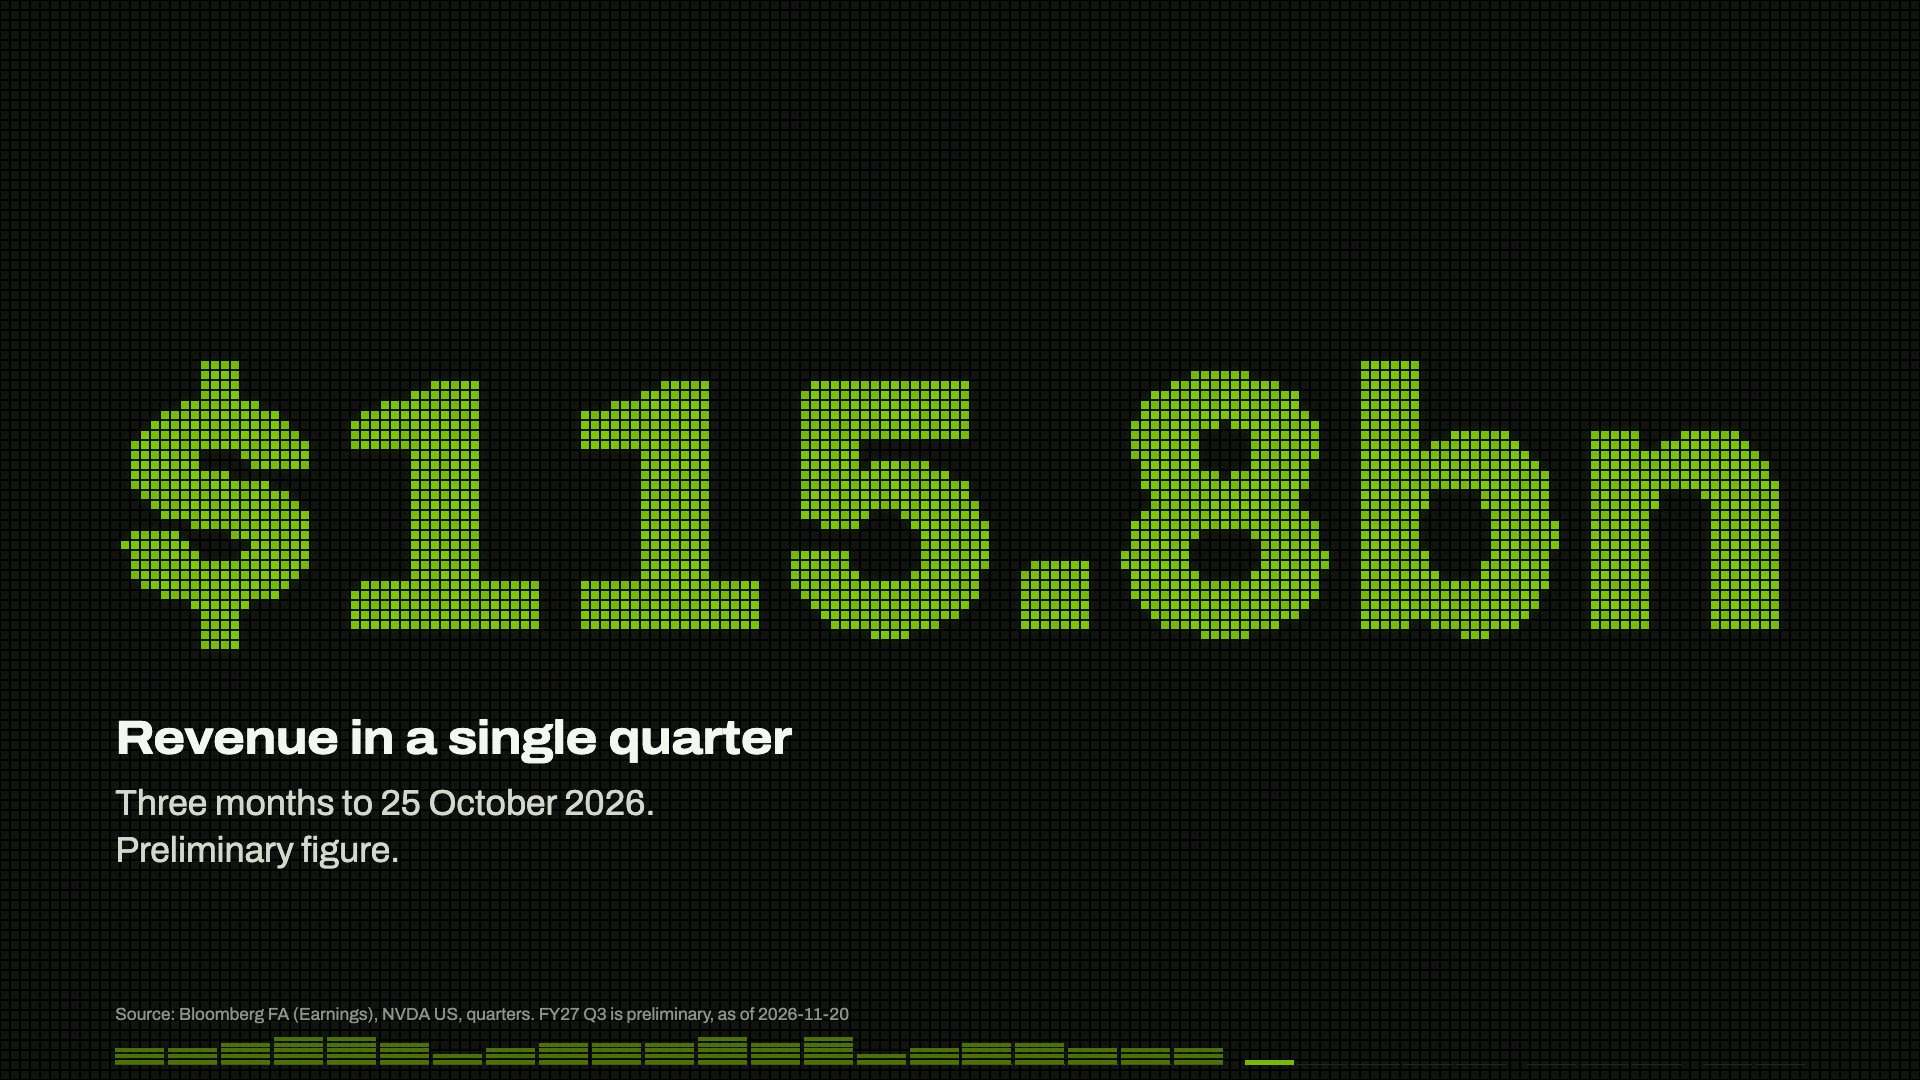 $115.8bn
Revenue in a single quarter
Three months to 25 October 2026.
Preliminary figure.
Source: Bloomberg FA (Earnings), NVDA US, quarters. FY27 Q3 is preliminary, as of 2026-11-20